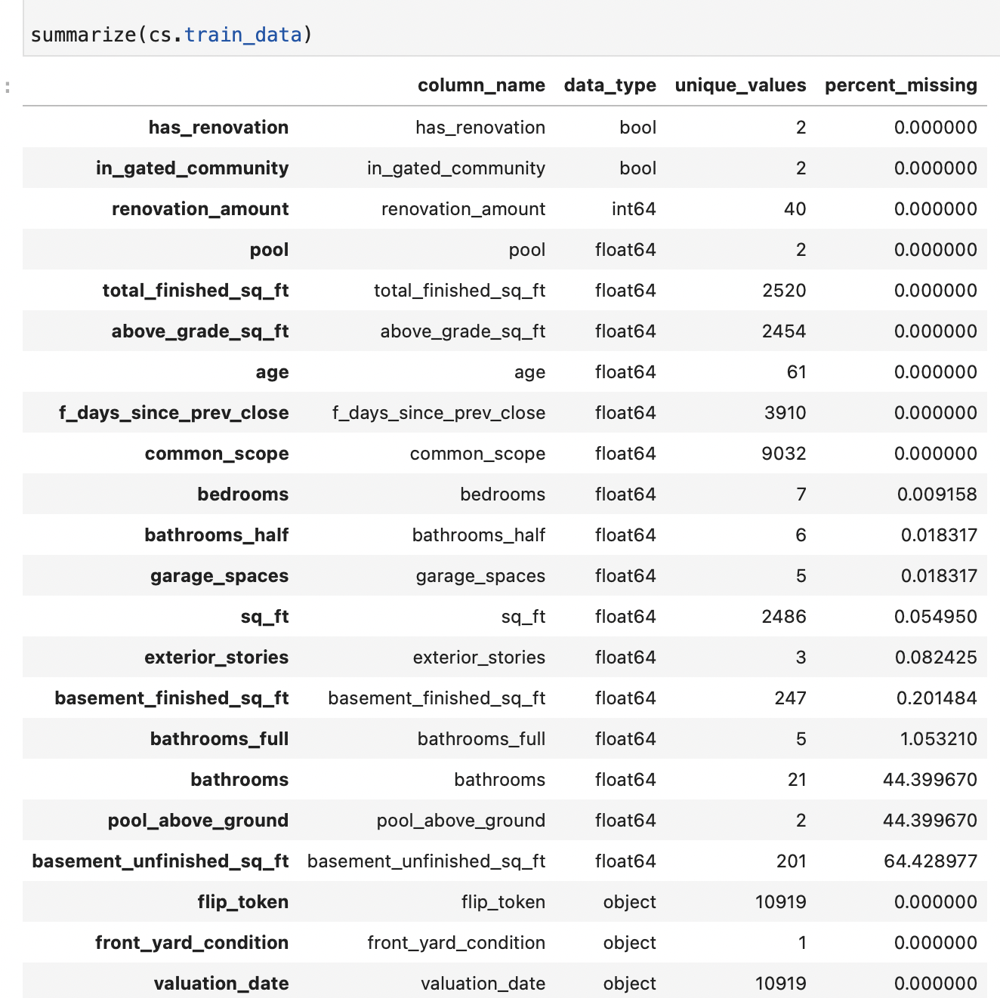 summarize(cs.train_data)
: column_name data_type unique_values percent_missing
has_renovation has_renovation bool 2 0.000000
in_gated_community in_gated_community bool 2 0.000000
renovation_amount renovation_amount int64 40 0.000000
pool pool float64 2 0.000000
total_finished_sq_ft total_finished_sq_ft float64 2520 0.000000
above_grade_sq_ft above_grade_sq_ft float64 2454 0.000000
age age float64 61 0.000000
f_days_since_prev_close f_days_since_prev_close float64 3910 0.000000
common_scope common_scope float64 9032 0.000000
bedrooms bedrooms float64 7 0.009158
bathrooms_half bathrooms_half float64 6 0.018317
garage_spaces garage_spaces float64 5 0.018317
sq_ft sq_ft float64 2486 0.054950
exterior_stories exterior_stories float64 3 0.082425
basement_finished_sq_ft basement_finished_sq_ft float64 247 0.201484
bathrooms_full bathrooms_full float64 5 1.053210
bathrooms bathrooms float64 21 44.399670
pool_above_ground pool_above_ground float64 2 44.399670
basement_unfinished_sq_ft basement_unfinished_sq_ft float64 201 64.428977
flip_token flip_token object 10919 0.000000
front_yard_condition front_yard_condition object 1 0.000000
valuation_date valuation_date object 10919 0.000000